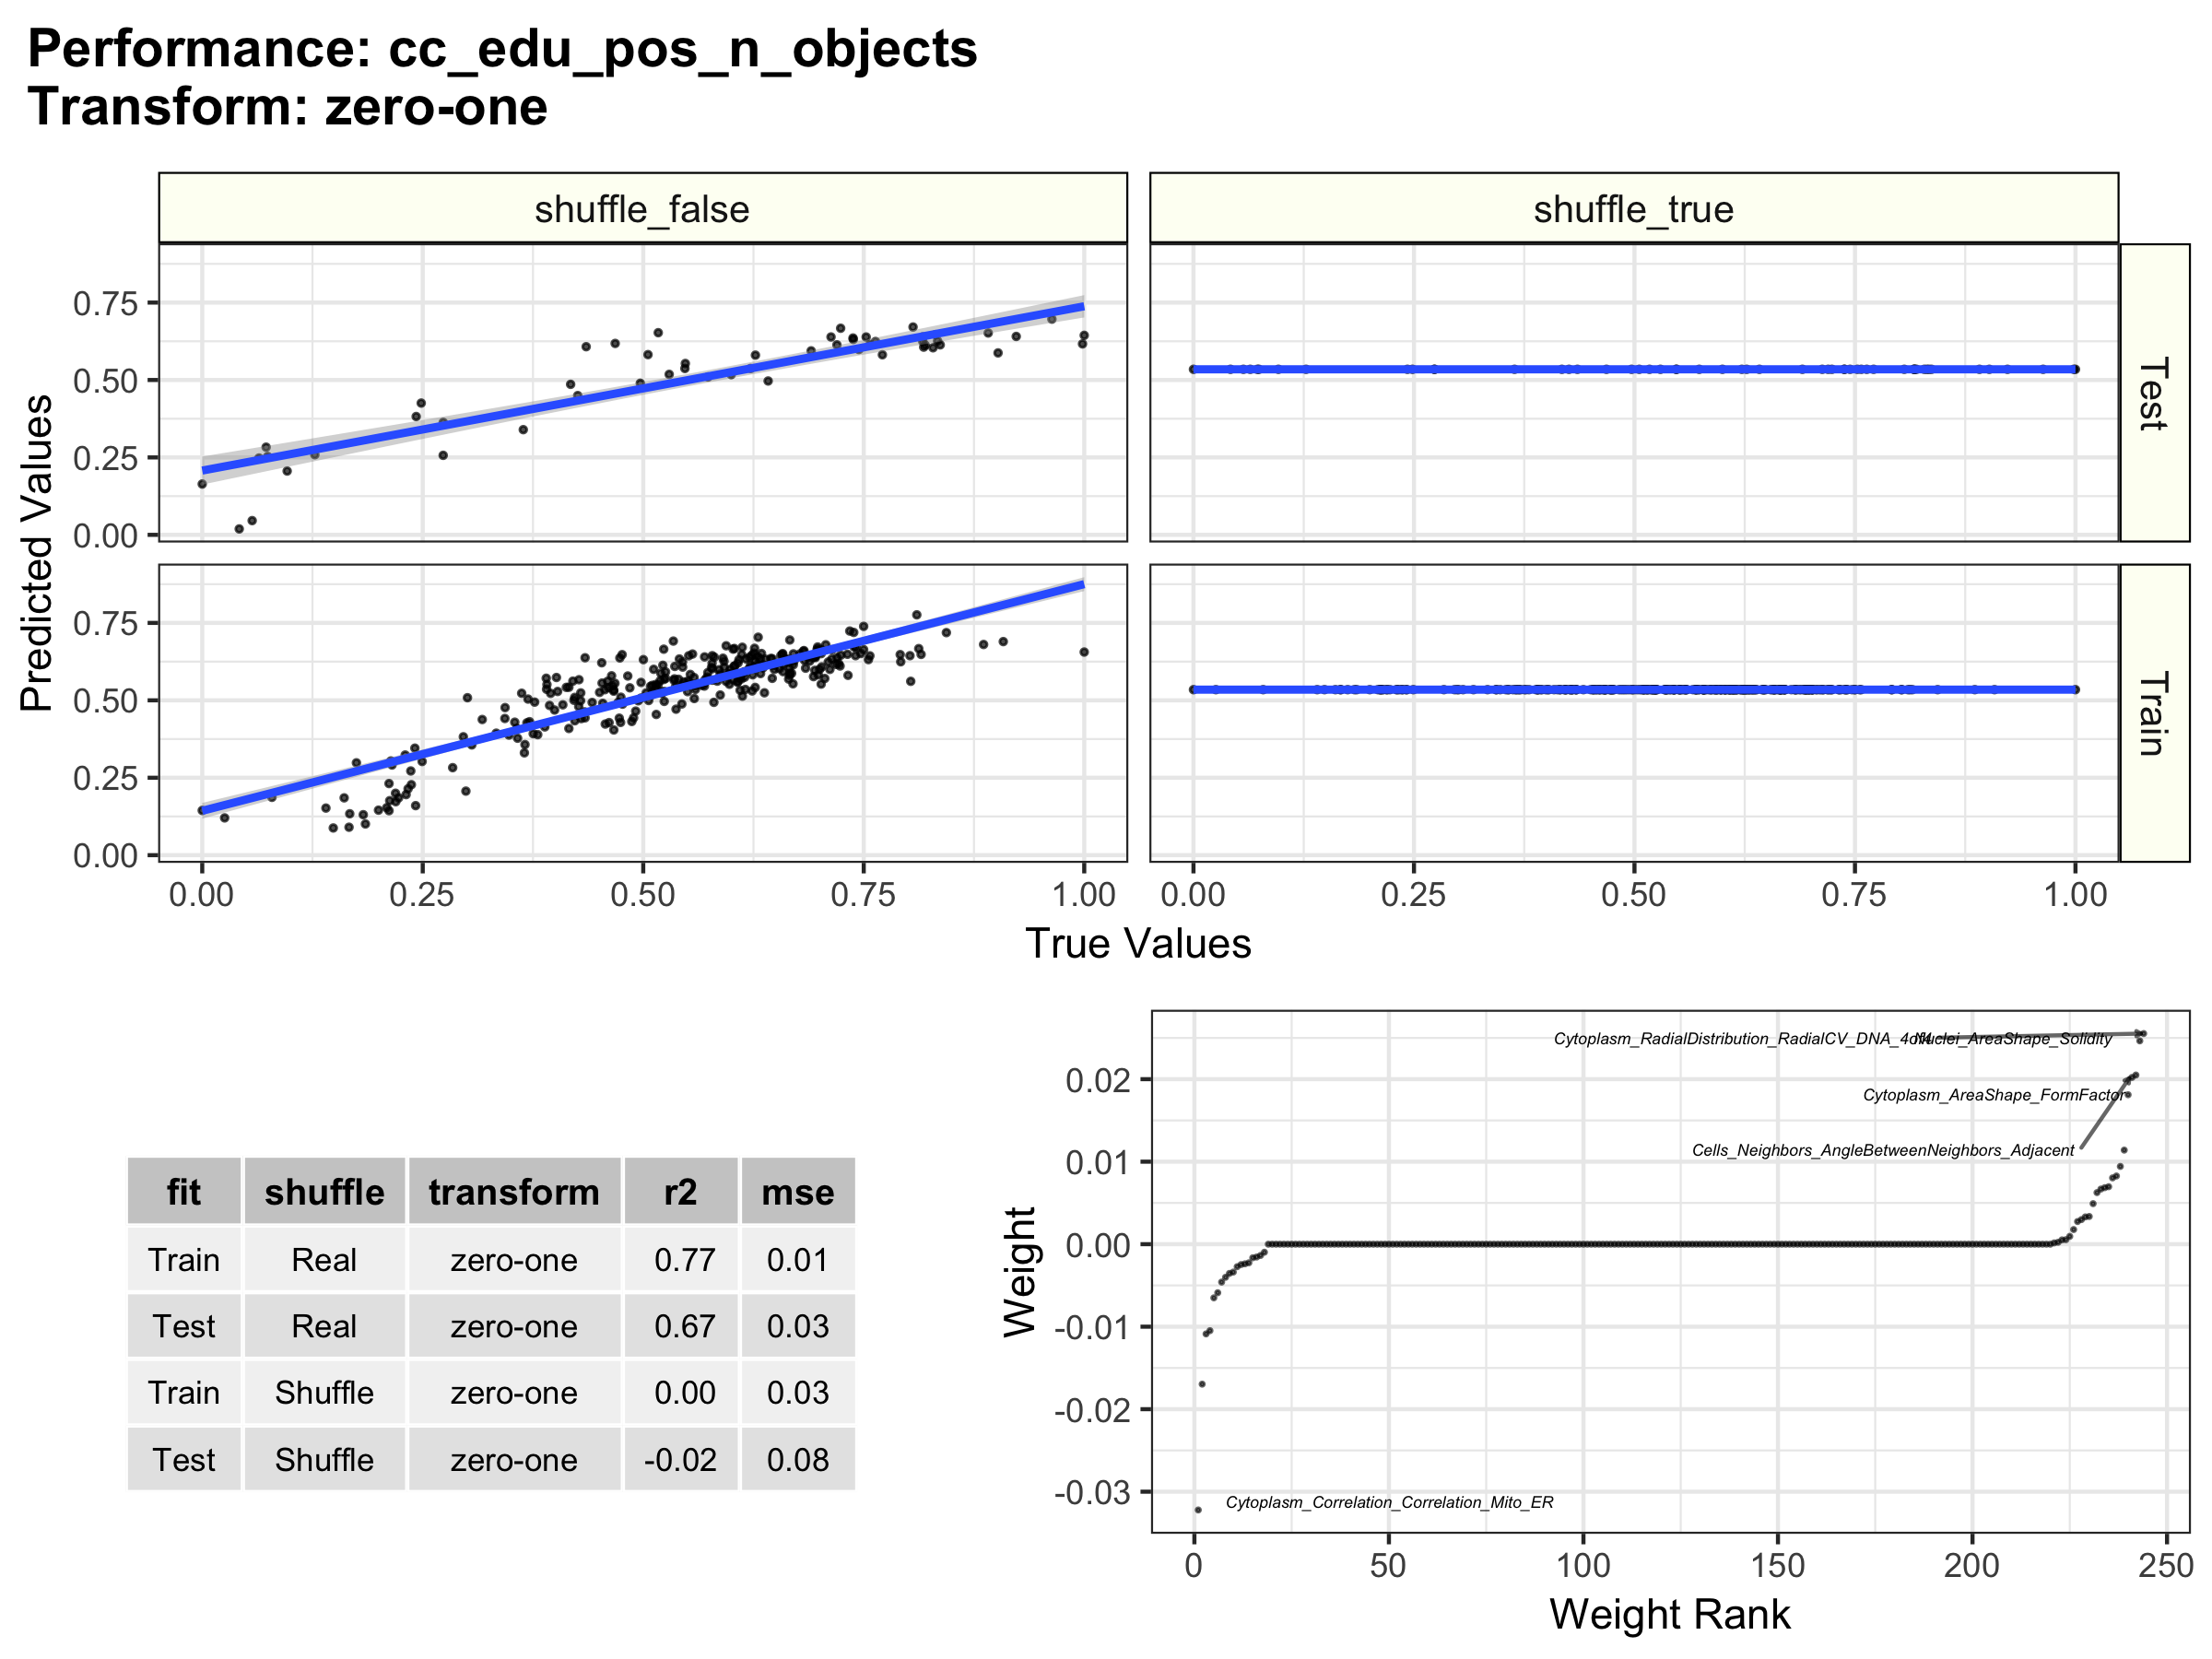 Performance: cc_edu_pos_n_objects
Transform: zero-one
shuffle_false
shuffle_true
Predicted Values
0.75
0.50
0.25
0.00
Test
0.75
0.50
0.25
0.00
Train
0.00 0.25 0.50 0.75 1.00
0.00 0.25 0.50 0.75 1.00
True Values
fit shuffle transform r2 mse
Train Real zero-one 0.77 0.01
Test Real zero-one 0.67 0.03
Train Shuffle zero-one 0.00 0.03
Test Shuffle zero-one -0.02 0.08
Weight
0.02
0.01
0.00
-0.01
-0.02
-0.03
Cytoplasm_RadialDistribution_RadialCV_DNA_4of4
Nuclei_AreaShape_Solidity
Cytoplasm_AreaShape_FormFactor
Cells_Neighbors_AngleBetweenNeighbors_Adjacent
Cytoplasm_Correlation_Correlation_Mito_ER
0 50 100 150 200 250
Weight Rank